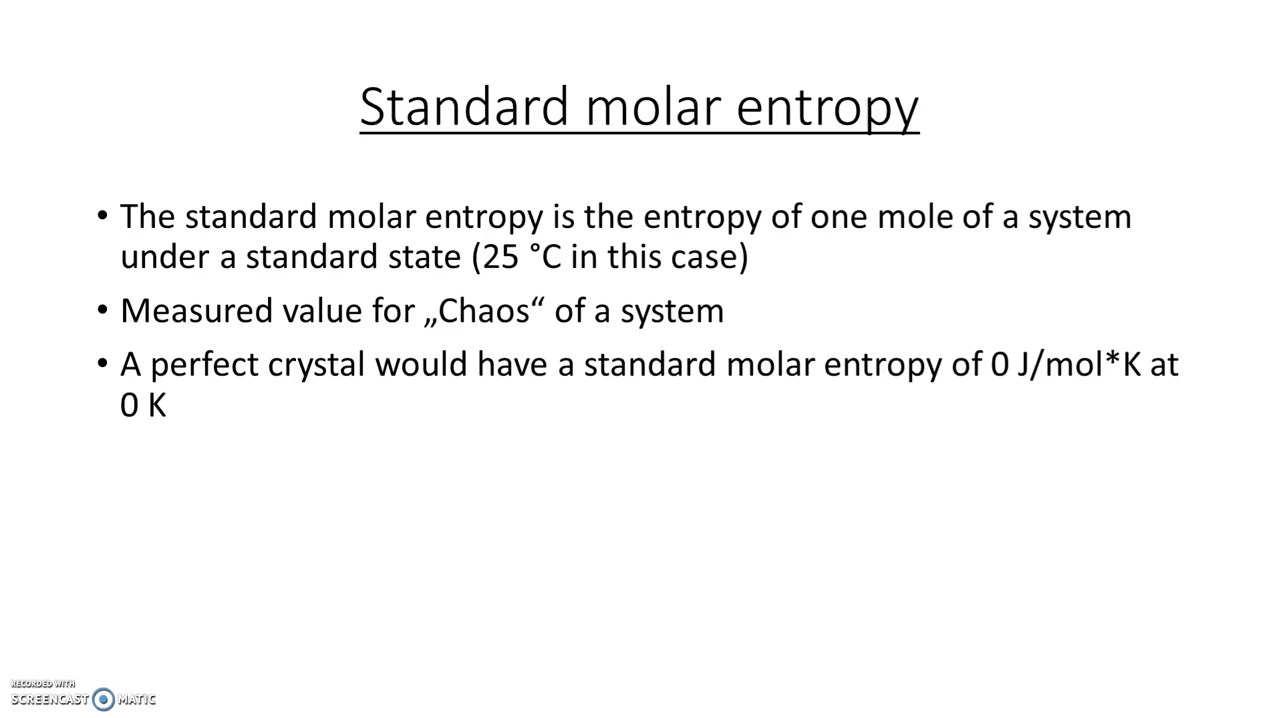 Standard molar entropy
• The standard molar entropy is the entropy of one mole of a system
under a standard state (25 °C in this case)
• Measured value for „Chaos“ of a system
• A perfect crystal would have a standard molar entropy of 0 J/mol*K at
0 K
RECORDED WITH
SCREENCAST MATIC